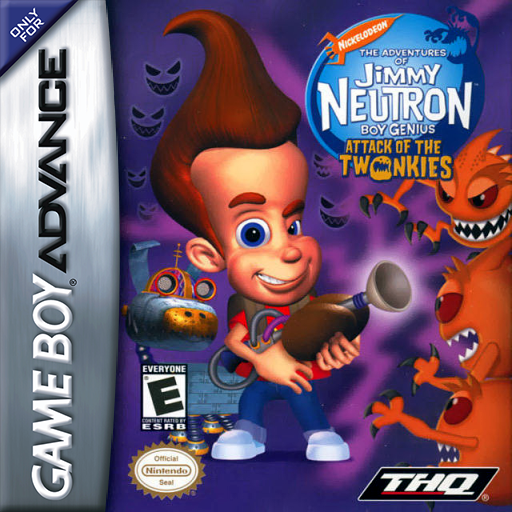 ONLY
FOR
GAME BOY ADVANCE
NICKELODEON
THE ADVENTURES
OF
JIMMY
NEUTRON
BOY GENIUS
ATTACK OF THE
TWONKIES
EVERYONE
E
CONTENT RATED BY
ESRB
Official
Nintendo
Seal
THQ